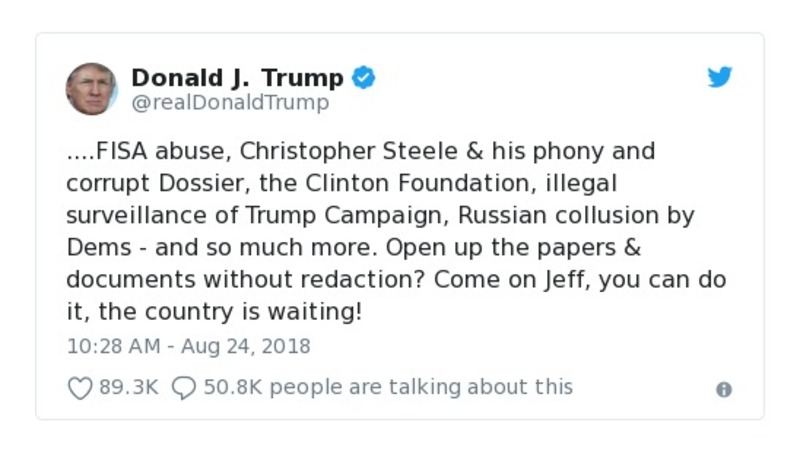 Donald J. Trump
@realDonaldTrump
....FISA abuse, Christopher Steele & his phony and
corrupt Dossier, the Clinton Foundation, illegal
surveillance of Trump Campaign, Russian collusion by
Dems - and so much more. Open up the papers &
documents without redaction? Come on Jeff, you can do
it, the country is waiting!
10:28 AM - Aug 24, 2018
89.3K 50.8K people are talking about this